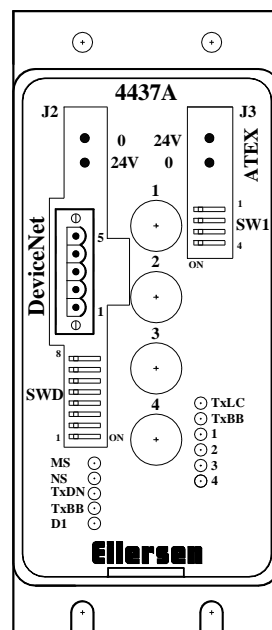 4437A
J2 J3
0 24V
24V 0
ATEX
1
1
SW1
4
ON
DeviceNet
5
1
2
3
8
SWD
1 ON
4
TxLC
TxBB
1
2
3
4
MS
NS
TxDN
TxBB
D1
Eilersen